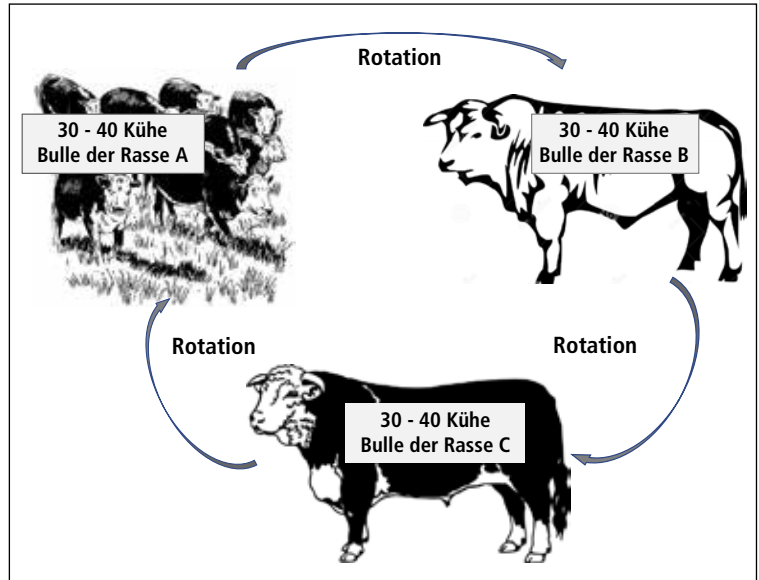 Rotation
30 - 40 Kühe
Bulle der Rasse A
30 - 40 Kühe
Bulle der Rasse B
Rotation
Rotation
30 - 40 Kühe
Bulle der Rasse C